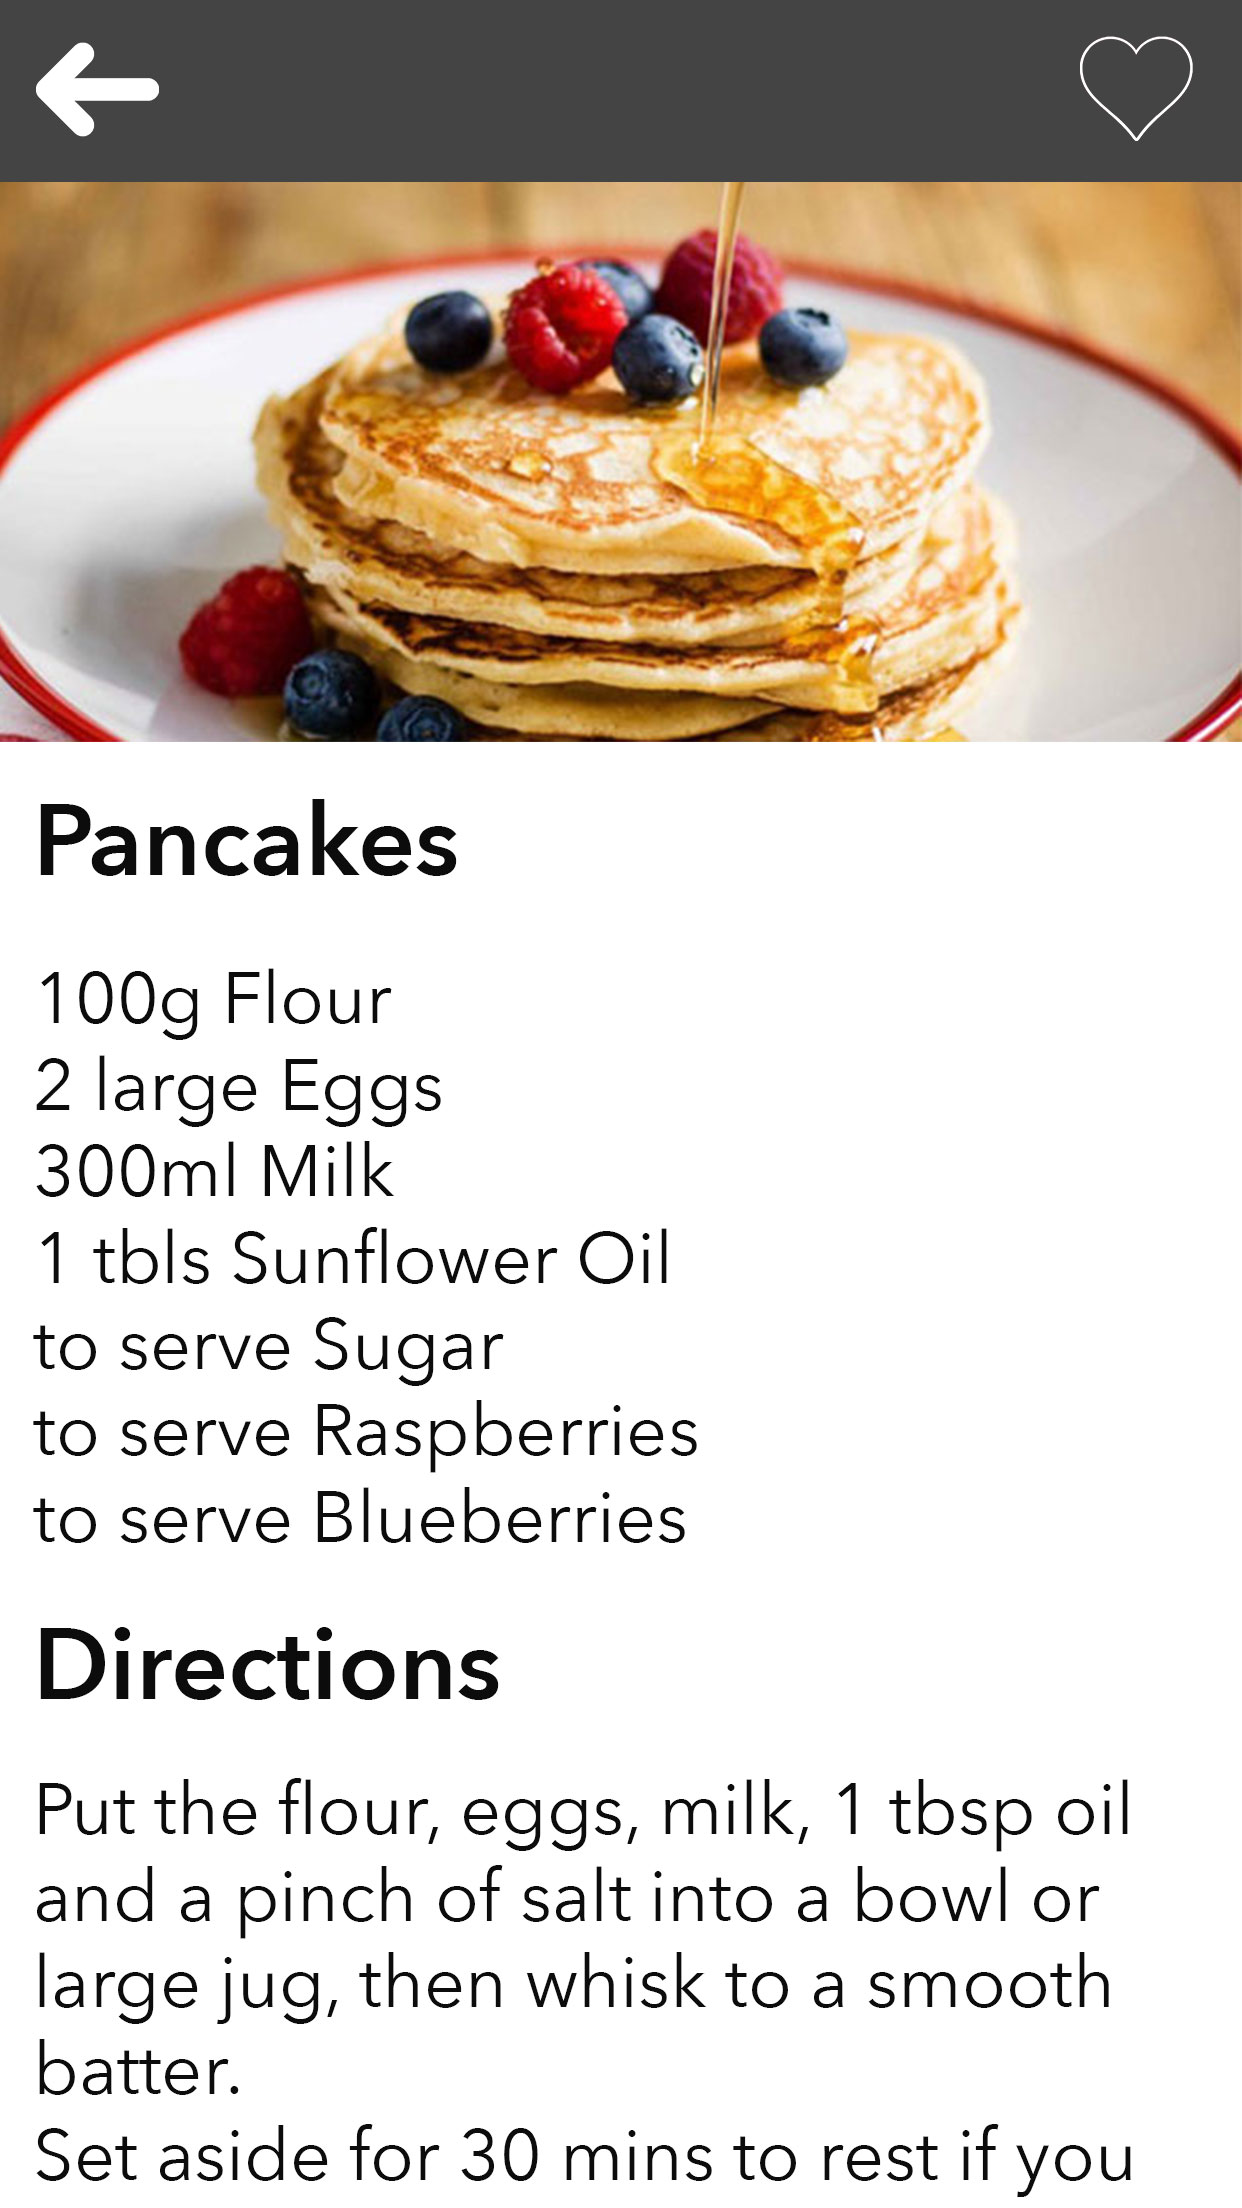 Pancakes
100g Flour
2 large Eggs
300ml Milk
1 tbls Sunflower Oil
to serve Sugar
to serve Raspberries
to serve Blueberries
Directions
Put the flour, eggs, milk, 1 tbsp oil
and a pinch of salt into a bowl or
large jug, then whisk to a smooth
batter.
Set aside for 30 mins to rest if you